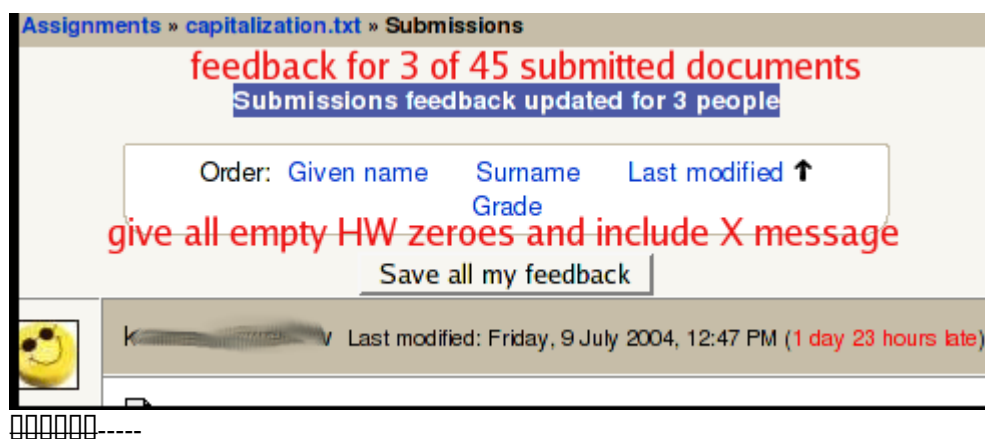 Assignments » capitalization.txt » Submissions
feedback for 3 of 45 submitted documents
Submissions feedback updated for 3 people
Order: Given name Surname Last modified ↑
Grade
give all empty HW zeroes and include X message
Save all my feedback
Last modified: Friday, 9 July 2004, 12:47 PM (1 day 23 hours late)
-----